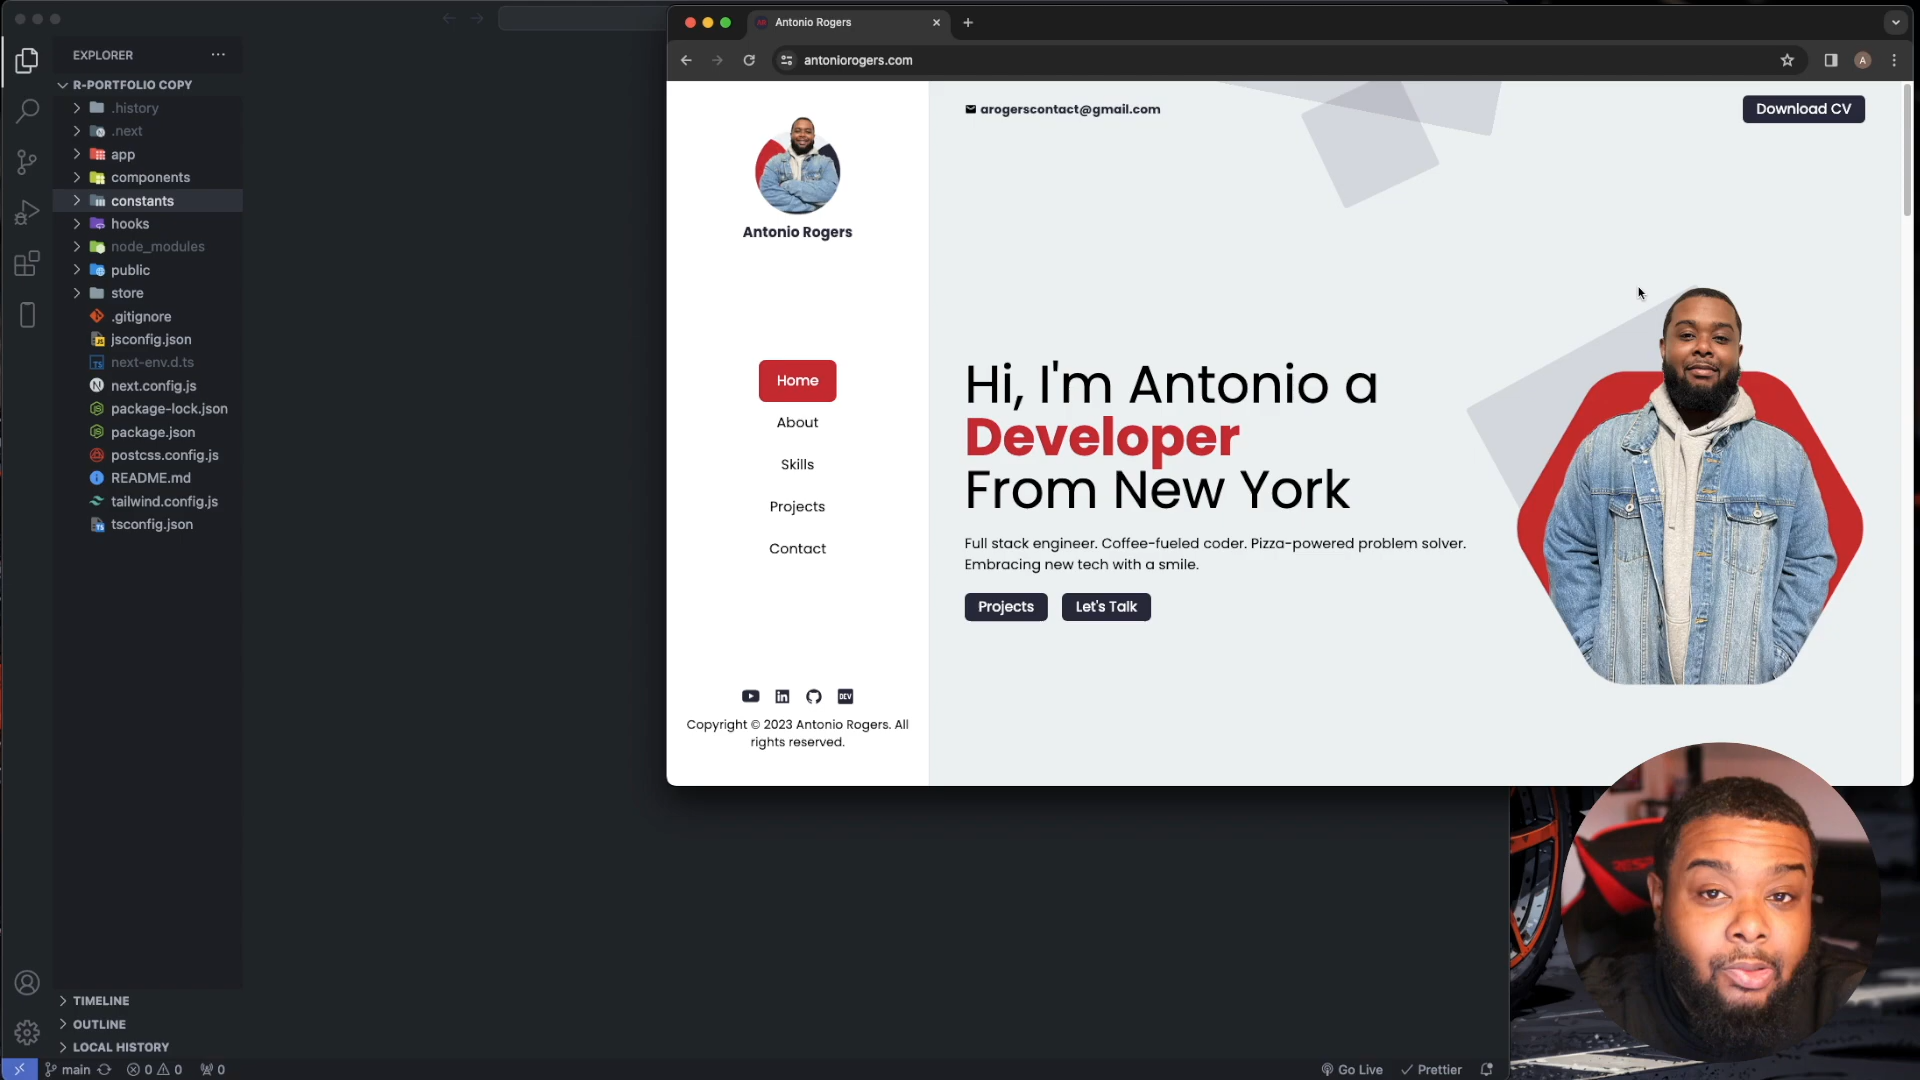 EXPLORER
R-PORTFOLIO COPY
.history
.next
app
components
constants
hooks
node_modules
public
store
.gitignore
jsconfig.json
next-env.d.ts
next.config.js
package-lock.json
package.json
postcss.config.js
README.md
tailwind.config.js
tsconfig.json
TIMELINE
OUTLINE
LOCAL HISTORY
main
0
0
0
Go Live
Prettier
Antonio Rogers
antoniorogers.com
A
Antonio Rogers
Home
About
Skills
Projects
Contact
DEV
Copyright © 2023 Antonio Rogers. All
rights reserved.
arogerscontact@gmail.com
Download CV
Hi, I'm Antonio a
Developer
From New York
Full stack engineer. Coffee-fueled coder. Pizza-powered problem solver.
Embracing new tech with a smile.
Projects
Let's Talk